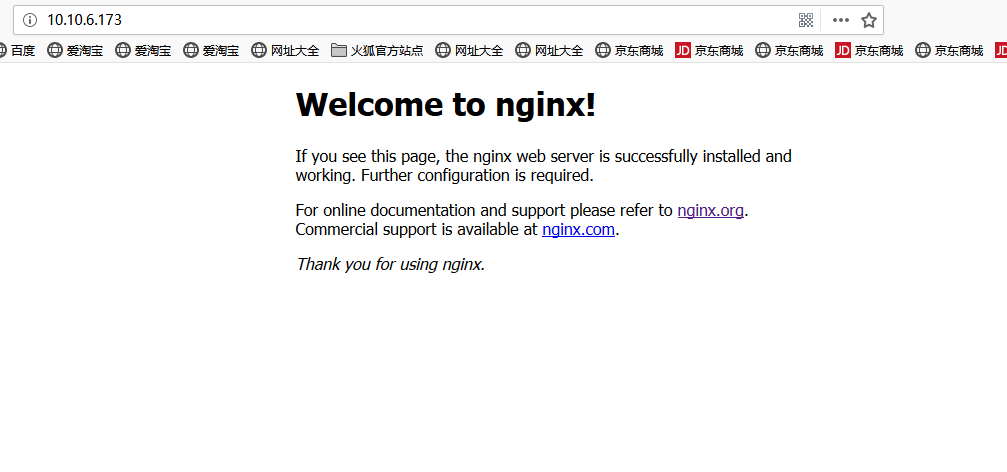 10.10.6.173
百度 爱淘宝 爱淘宝 爱淘宝 网址大全 火狐官方站点 网址大全 网址大全 京东商城 JD 京东商城 京东商城 JD 京东商城 京东商城 JD
Welcome to nginx!
If you see this page, the nginx web server is successfully installed and
working. Further configuration is required.
For online documentation and support please refer to nginx.org.
Commercial support is available at nginx.com.
Thank you for using nginx.